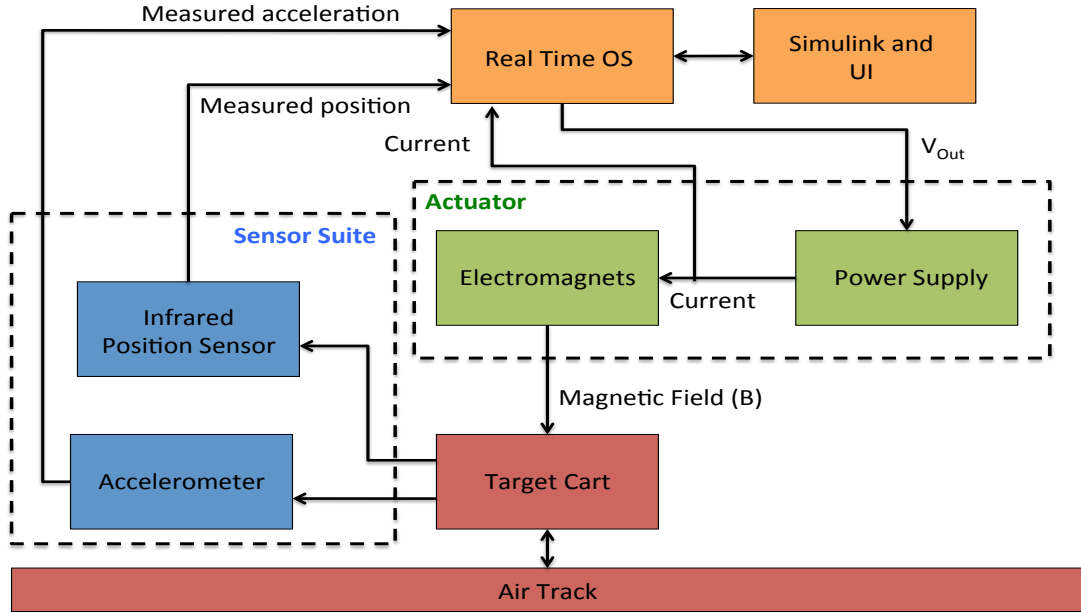 Measured acceleration
Real Time OS
Simulink and
UI
Measured position
Current
V_Out
Actuator
Sensor Suite
Electromagnets
Power Supply
Current
Infrared
Position Sensor
Magnetic Field (B)
Accelerometer
Target Cart
Air Track